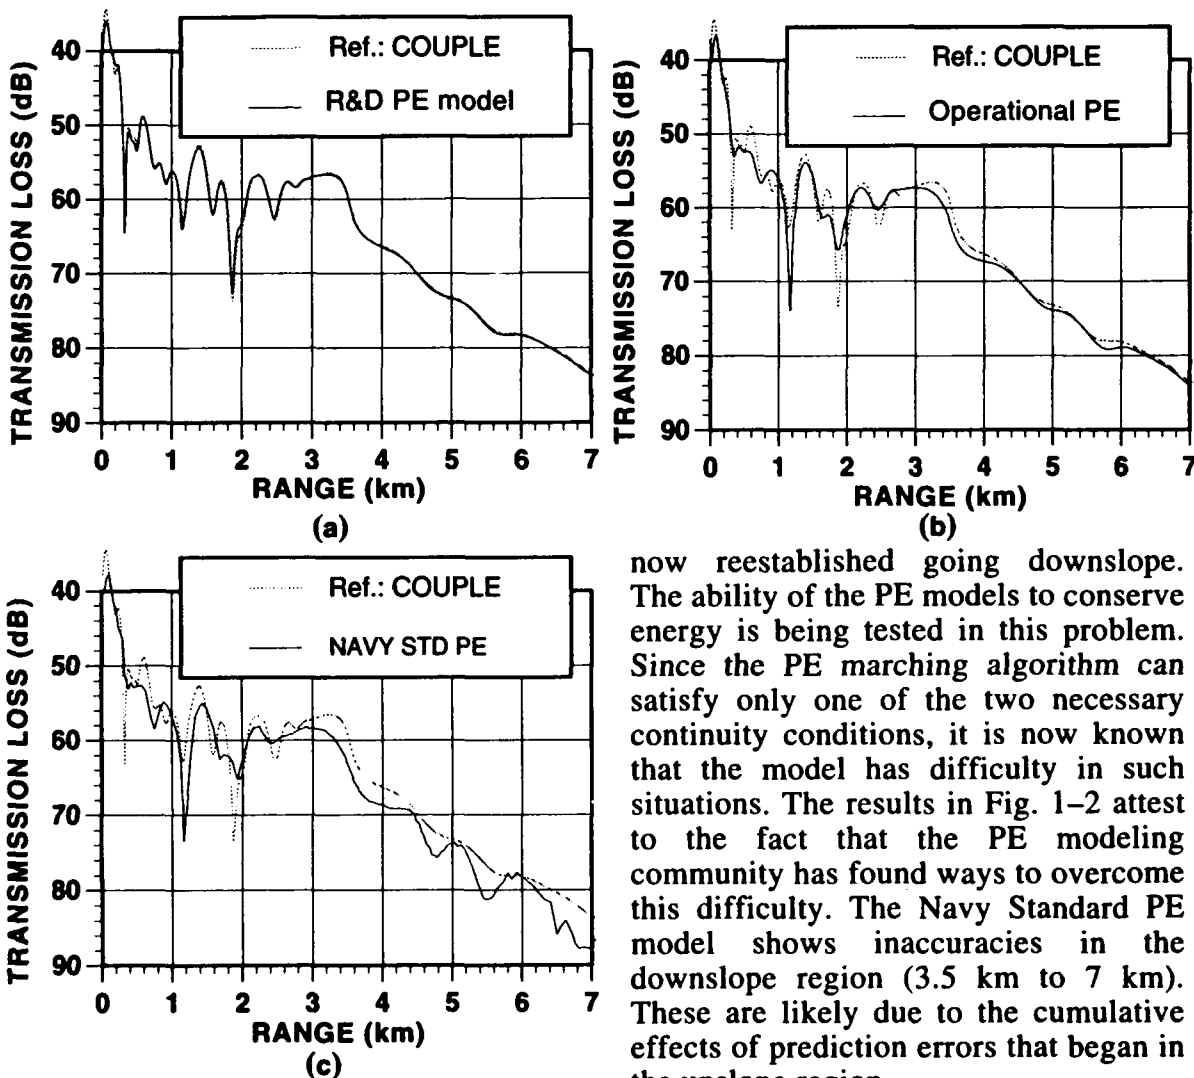 TRANSMISSION LOSS (dB)
40
50
60
70
80
90
Ref.: COUPLE
R&D PE model
0 1 2 3 4 5 6 7
RANGE (km)
(a)
TRANSMISSION LOSS (dB)
40
50
60
70
80
90
Ref.: COUPLE
Operational PE
0 1 2 3 4 5 6 7
RANGE (km)
(b)
TRANSMISSION LOSS (dB)
40
50
60
70
80
90
Ref.: COUPLE
NAVY STD PE
0 1 2 3 4 5 6 7
RANGE (km)
(c)
now reestablished going downslope.
The ability of the PE models to conserve
energy is being tested in this problem.
Since the PE marching algorithm can
satisfy only one of the two necessary
continuity conditions, it is now known
that the model has difficulty in such
situations. The results in Fig. 1–2 attest
to the fact that the PE modeling
community has found ways to overcome
this difficulty. The Navy Standard PE
model shows inaccuracies in the
downslope region (3.5 km to 7 km).
These are likely due to the cumulative
effects of prediction errors that began in